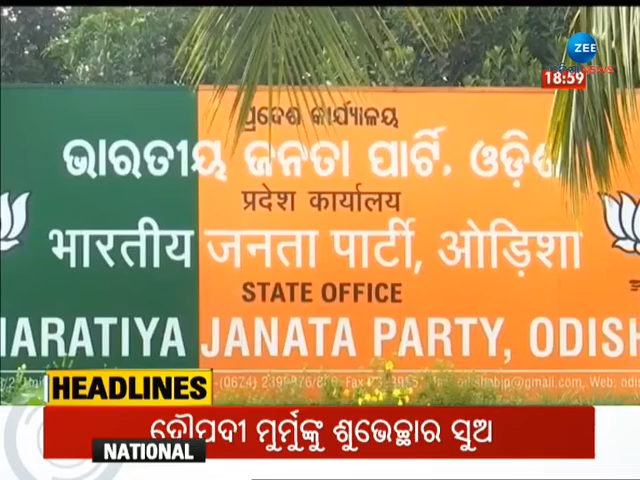 ZEE
18:59
ପ୍ରଦେଶ କାର୍ଯ୍ୟାଳୟ
ଭାରତୀୟ ଜନତା ପାର୍ଟି, ଓଡ଼ିଶା
प्रदेश कार्यालय
भारतीय जनता पार्टी, ओड़िशा
STATE OFFICE
HARATIYA JANATA PARTY, ODISH
HEADLINES
ଦ୍ରୌପଦୀ ମୁର୍ମୁଙ୍କୁ ଶୁଭେଚ୍ଛାର ସୁଅ
NATIONAL